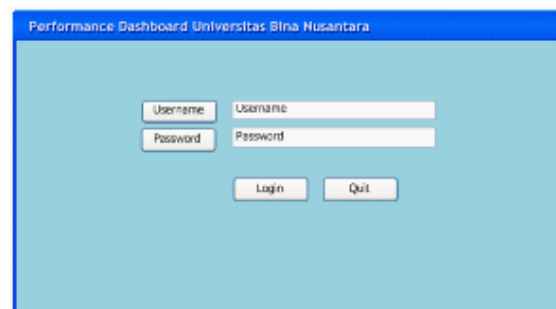 Performance Dashboard Universitas Bina Nusantara
Username Username
Password Password
Login Quit